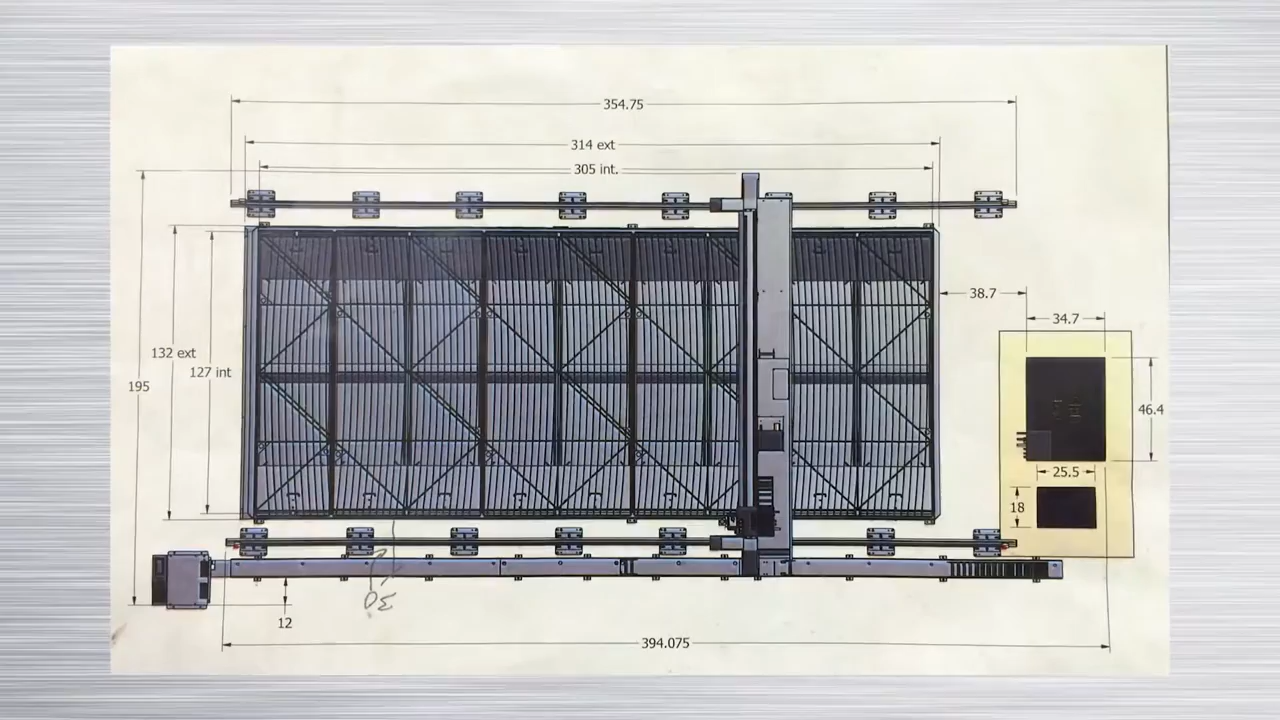 354.75
314 ext
305 int.
38.7
34.7
132 ext
127 int
195
46.4
25.5
18
12
394.075